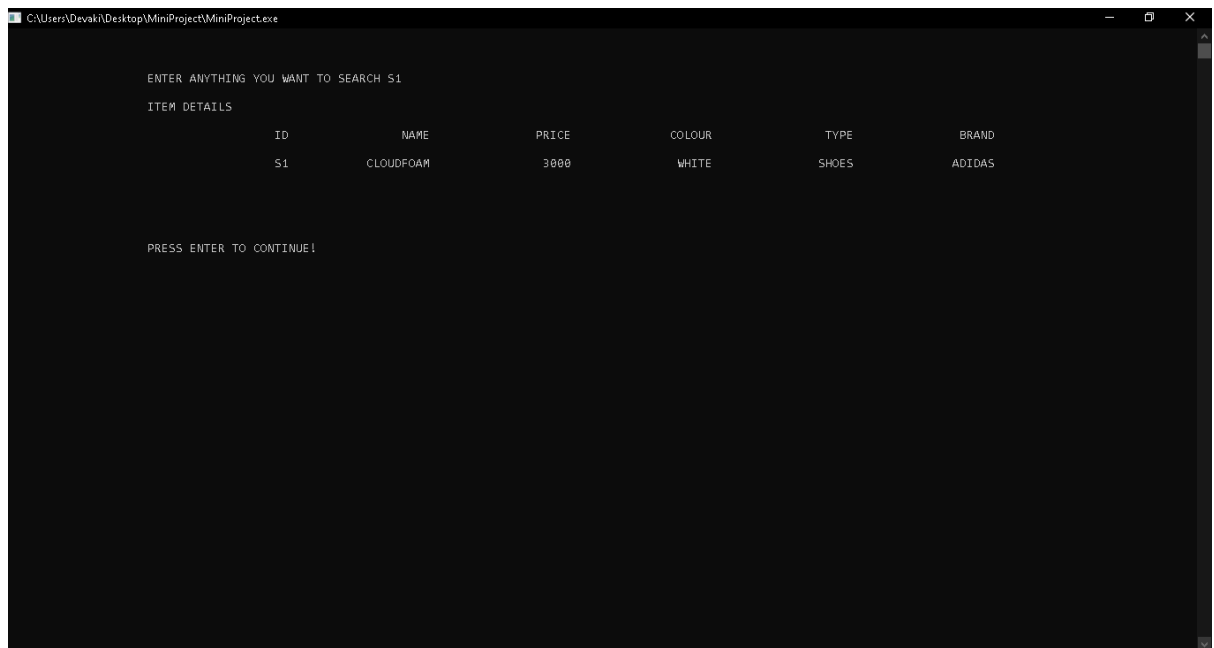 C:\Users\Devaki\Desktop\MiniProject\MiniProject.exe
ENTER ANYTHING YOU WANT TO SEARCH S1
ITEM DETAILS
ID NAME PRICE COLOUR TYPE BRAND
S1 CLOUDFOAM 3000 WHITE SHOES ADIDAS
PRESS ENTER TO CONTINUE!